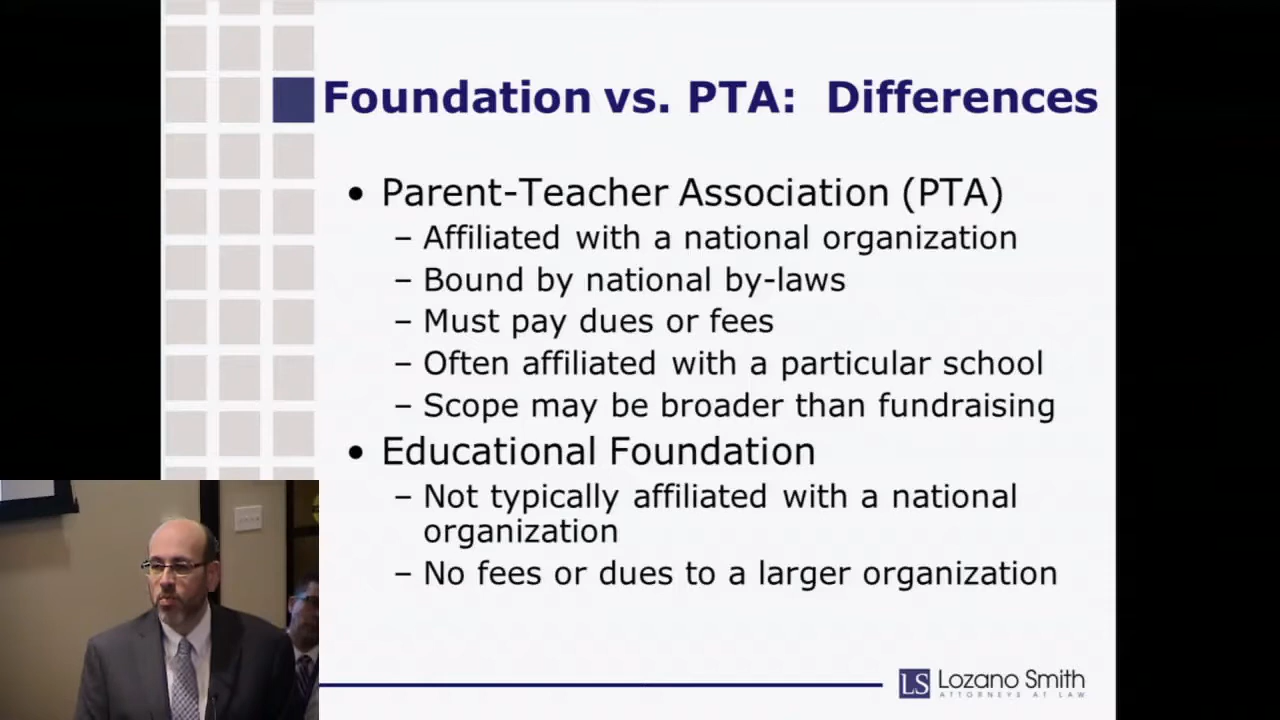 Foundation vs. PTA: Differences
• Parent-Teacher Association (PTA)
– Affiliated with a national organization
– Bound by national by-laws
– Must pay dues or fees
– Often affiliated with a particular school
– Scope may be broader than fundraising
• Educational Foundation
– Not typically affiliated with a national
organization
– No fees or dues to a larger organization
LS Lozano Smith
ATTORNEYS AT LAW